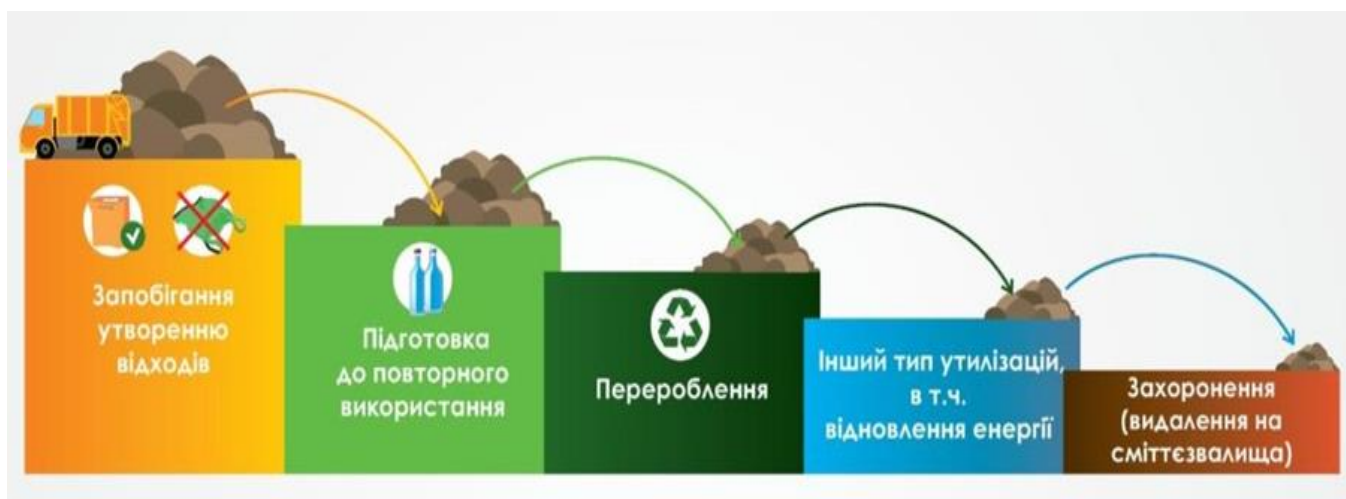 Запобігання
утворенню
відходів
Підготовка
до повторного
використання
Перероблення
Інший тип утилізацій,
в т.ч.
відновлення енергії
Захоронення
(видалення на
сміттєзвалища)